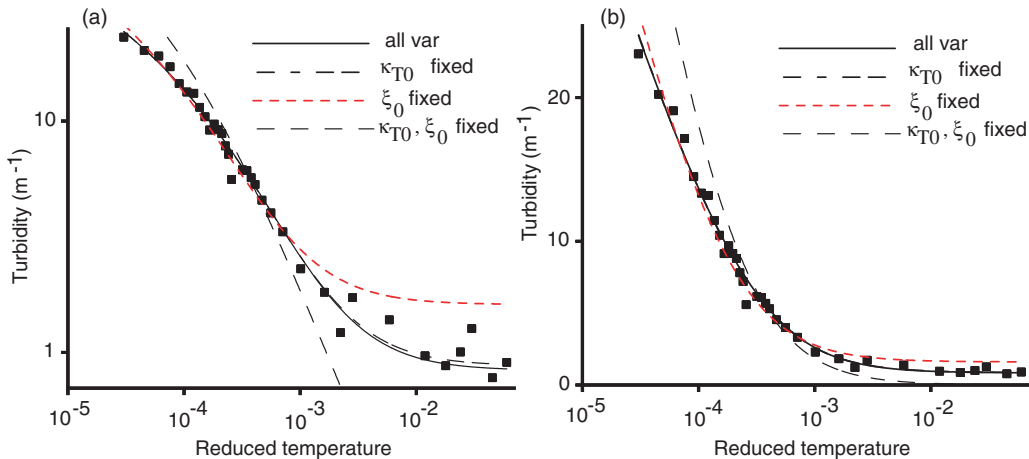 (a)
all var
κT0 fixed
ξ0 fixed
κT0, ξ0 fixed
10
1
Turbidity (m-1)
10-5
10-4
10-3
10-2
Reduced temperature
(b)
all var
κT0 fixed
ξ0 fixed
κT0, ξ0 fixed
20
10
0
Turbidity (m-1)
10-5
10-4
10-3
10-2
Reduced temperature